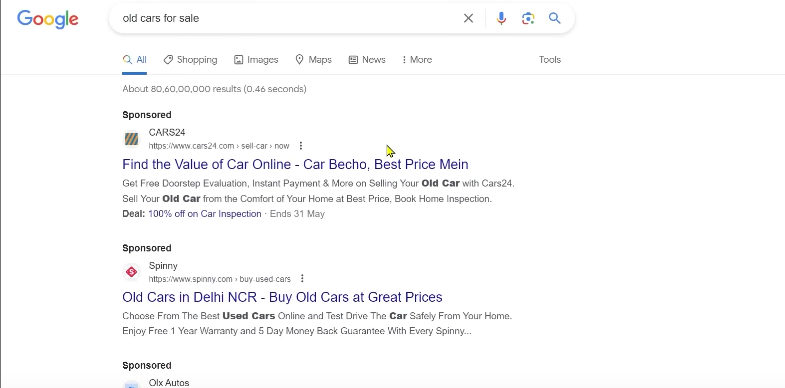 Google
old cars for sale
All Shopping Images Maps News More Tools
About 80,60,00,000 results (0.46 seconds)
Sponsored
CARS24
https://www.cars24.com › sell-car › now
Find the Value of Car Online - Car Becho, Best Price Mein
Get Free Doorstep Evaluation, Instant Payment & More on Selling Your Old Car with Cars24.
Sell Your Old Car from the Comfort of Your Home at Best Price, Book Home Inspection.
Deal: 100% off on Car Inspection · Ends 31 May
Sponsored
Spinny
https://www.spinny.com › buy-used-cars
Old Cars in Delhi NCR - Buy Old Cars at Great Prices
Choose From The Best Used Cars Online and Test Drive The Car Safely From Your Home.
Enjoy Free 1 Year Warranty and 5 Day Money Back Guarantee With Every Spinny...
Sponsored
Olx Autos